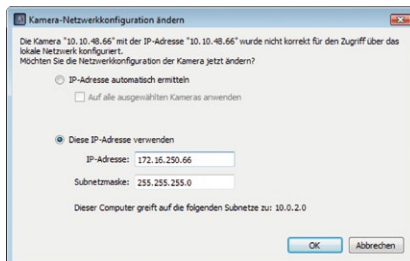 Kamera-Netzwerkkonfiguration ändern
Die Kamera "10.10.48.66" mit der IP-Adresse "10.10.48.66" wurde nicht korrekt für den Zugriff über das
lokale Netzwerk konfiguriert.
Möchten Sie die Netzwerkkonfiguration der Kamera jetzt ändern?
IP-Adresse automatisch ermitteln
Auf alle ausgewählten Kameras anwenden
Diese IP-Adresse verwenden
IP-Adresse: 172.16.250.66
Subnetzmaske: 255.255.255.0
Dieser Computer greift auf die folgenden Subnetze zu: 10.0.2.0
OK Abbrechen